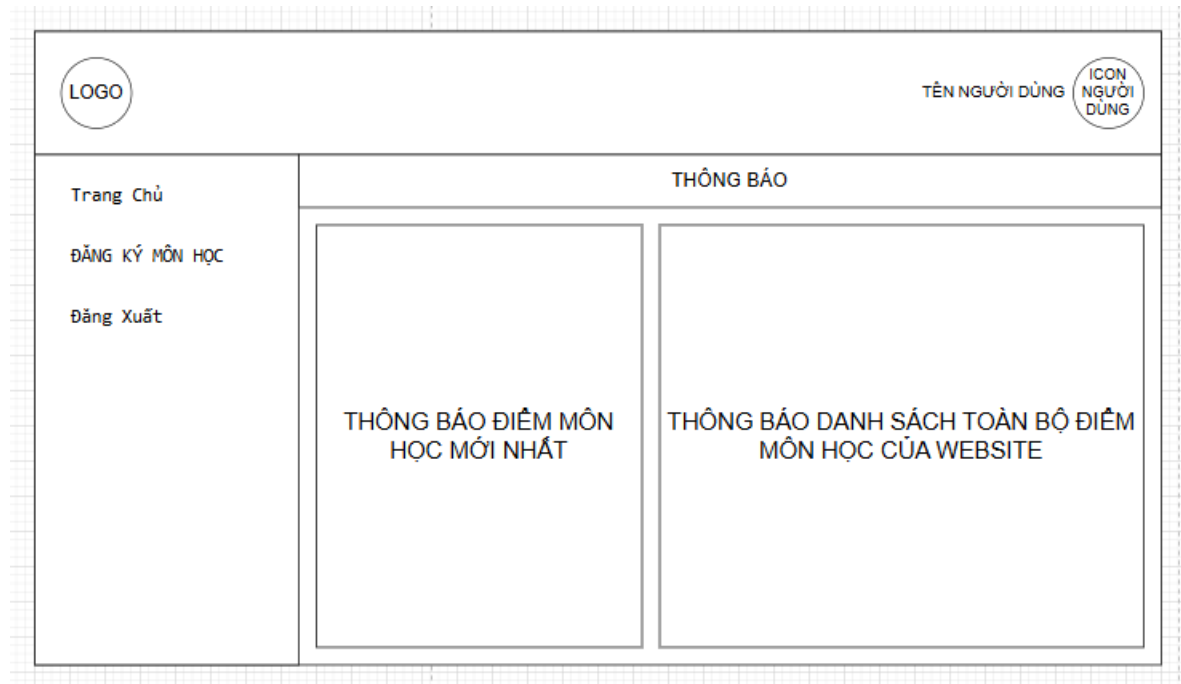 LOGO
TÊN NGƯỜI DÙNG
ICON
NGƯỜI
DÙNG
Trang Chủ
ĐĂNG KÝ MÔN HỌC
Đăng Xuất
THÔNG BÁO
THÔNG BÁO ĐIỂM MÔN
HỌC MỚI NHẤT
THÔNG BÁO DANH SÁCH TOÀN BỘ ĐIỂM
MÔN HỌC CỦA WEBSITE